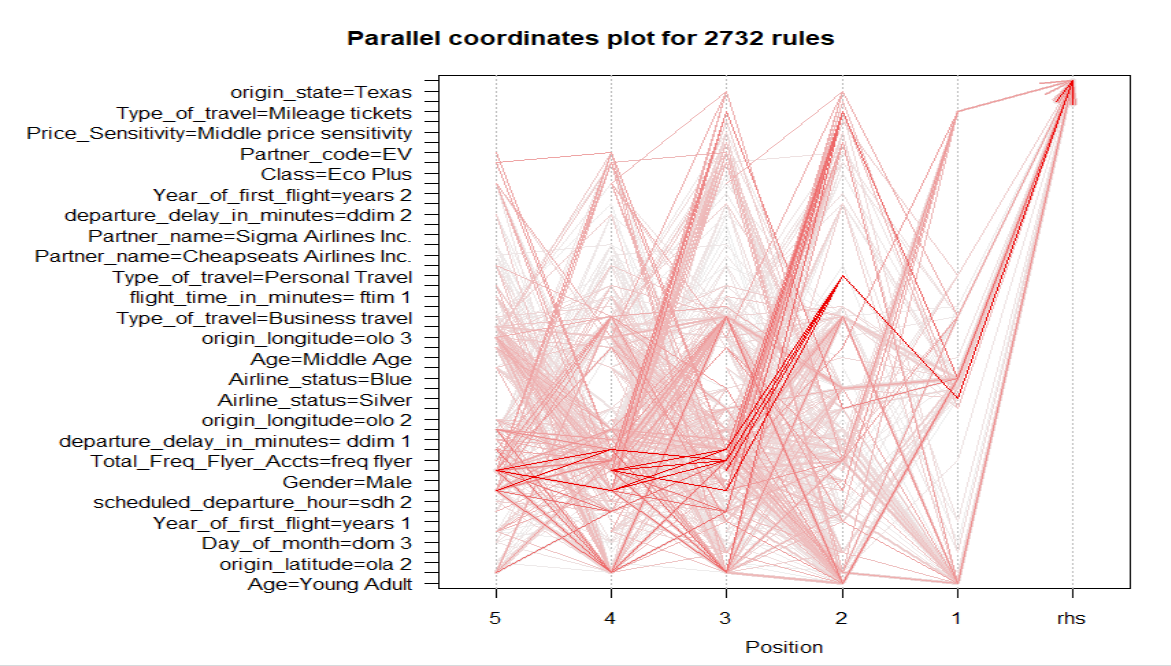 Parallel coordinates plot for 2732 rules
origin_state=Texas
Type_of_travel=Mileage tickets
Price_Sensitivity=Middle price sensitivity
Partner_code=EV
Class=Eco Plus
Year_of_first_flight=years 2
departure_delay_in_minutes=ddim 2
Partner_name=Sigma Airlines Inc.
Partner_name=Cheapseats Airlines Inc.
Type_of_travel=Personal Travel
flight_time_in_minutes= ftim 1
Type_of_travel=Business travel
origin_longitude=olo 3
Age=Middle Age
Airline_status=Blue
Airline_status=Silver
origin_longitude=olo 2
departure_delay_in_minutes= ddim 1
Total_Freq_Flyer_Accts=freq flyer
Gender=Male
scheduled_departure_hour=sdh 2
Year_of_first_flight=years 1
Day_of_month=dom 3
origin_latitude=ola 2
Age=Young Adult
5 4 3 2 1 rhs
Position